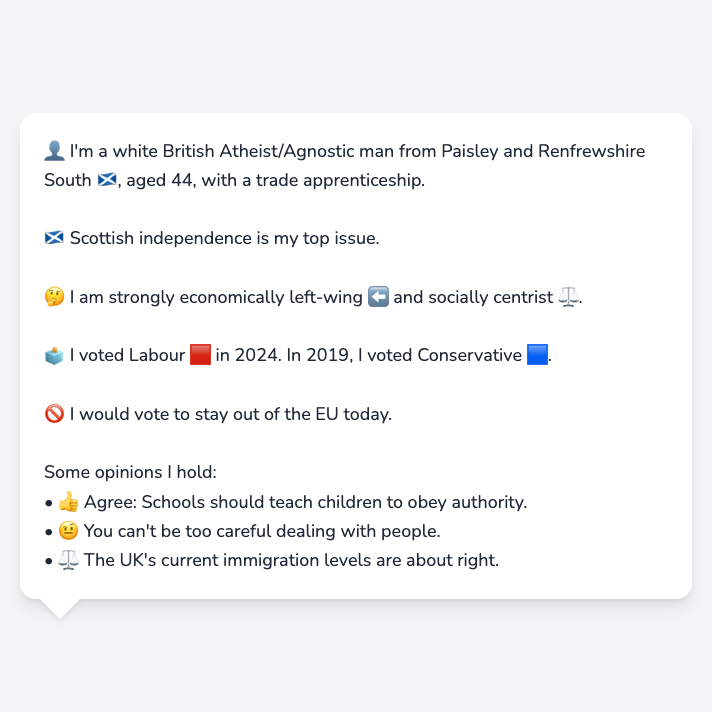 👤 I'm a white British Atheist/Agnostic man from Paisley and Renfrewshire
South 🏴󠁧󠁢󠁳󠁣󠁴󠁿, aged 44, with a trade apprenticeship.
🏴󠁧󠁢󠁳󠁣󠁴󠁿 Scottish independence is my top issue.
🤔 I am strongly economically left-wing ⬅️ and socially centrist ⚖️.
🗳️ I voted Labour 🟥 in 2024. In 2019, I voted Conservative 🟦.
🚫 I would vote to stay out of the EU today.
Some opinions I hold:
• 👍 Agree: Schools should teach children to obey authority.
• 🤨 You can't be too careful dealing with people.
• ⚖️ The UK's current immigration levels are about right.